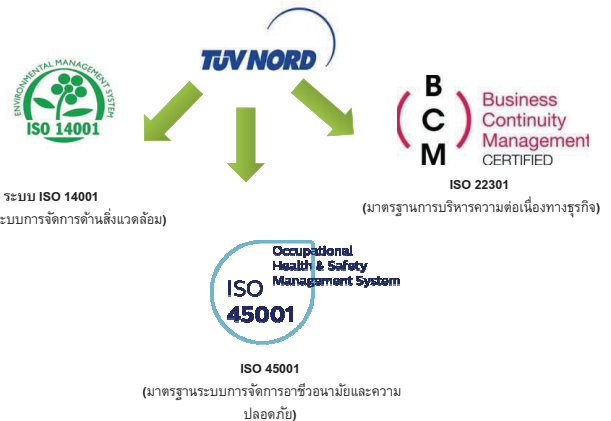 TÜV NORD
ENVIRONMENTAL MANAGEMENT SYSTEM
ISO 14001
B
C
M
Business
Continuity
Management
CERTIFIED
ระบบ ISO 14001
ระบบการจัดการด้านสิ่งแวดล้อม)
ISO 22301
(มาตรฐานการบริหารความต่อเนื่องทางธุรกิจ)
Occupational
Health & Safety
Management System
ISO
45001
ISO 45001
(มาตรฐานระบบการจัดการอาชีวอนามัยและความ
ปลอดภัย)